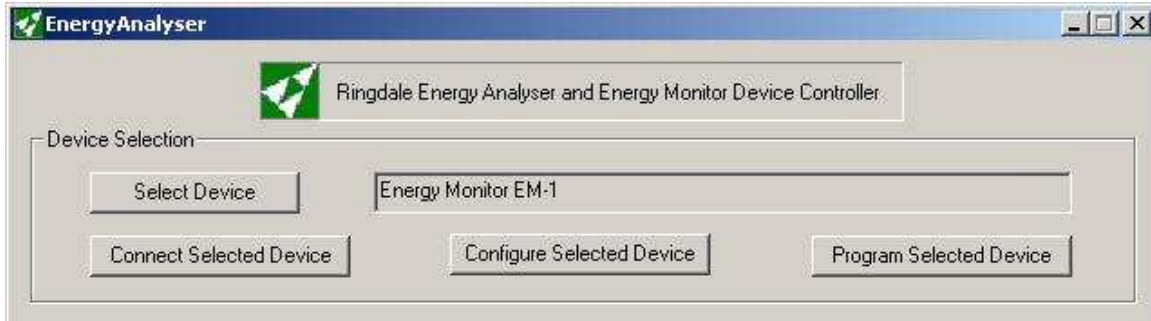 EnergyAnalyser
Ringdale Energy Analyser and Energy Monitor Device Controller
Device Selection
Select Device
Energy Monitor EM-1
Connect Selected Device
Configure Selected Device
Program Selected Device